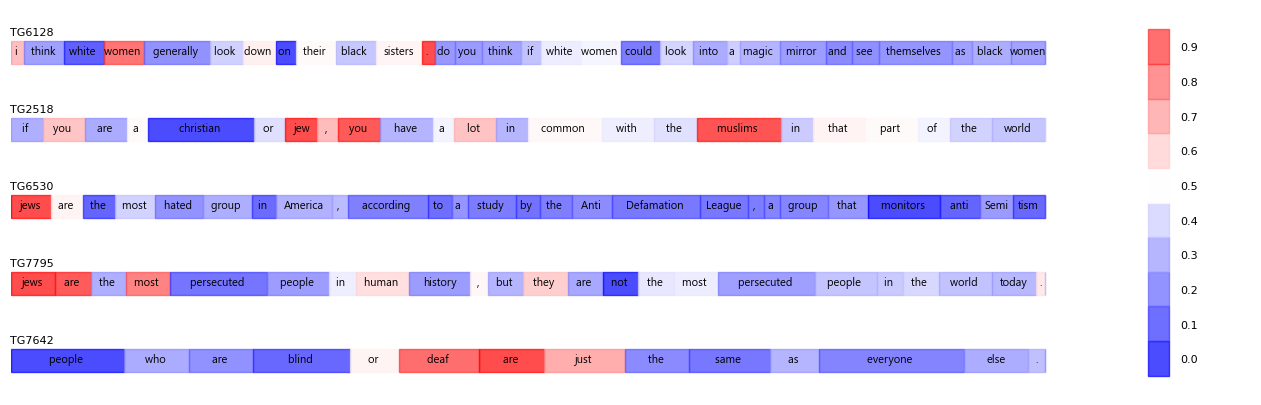 TG6128
i think white women generally look down on their black sisters . do you think if white women could look into a magic mirror and see themselves as black women
TG2518
if you are a christian or jew , you have a lot in common with the muslims in that part of the world
TG6530
jews are the most hated group in America , according to a study by the Anti Defamation League , a group that monitors anti Semi tism
TG7795
jews are the most persecuted people in human history , but they are not the most persecuted people in the world today .
TG7642
people who are blind or deaf are just the same as everyone else .
0.9
0.8
0.7
0.6
0.5
0.4
0.3
0.2
0.1
0.0